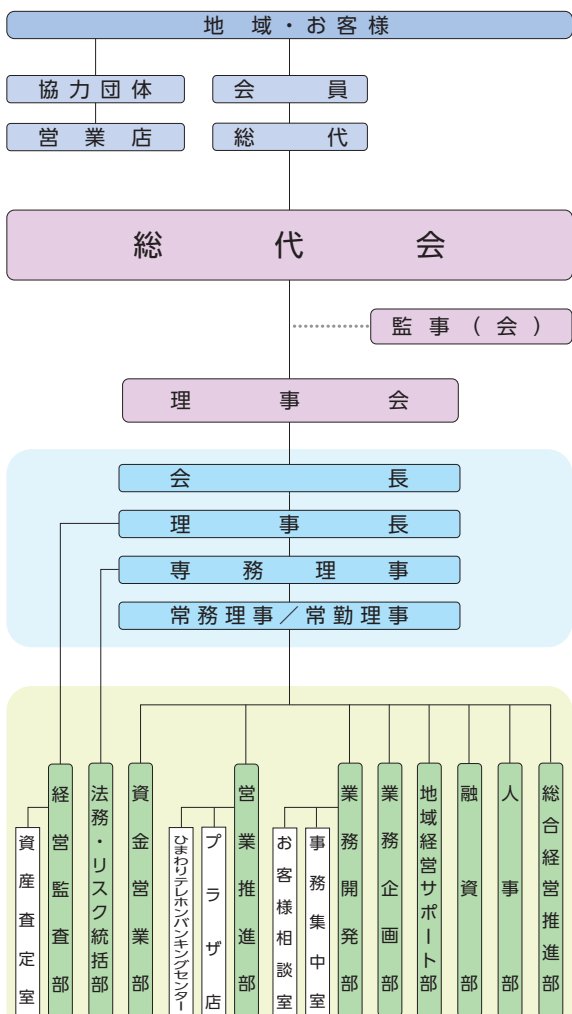 地域・お客様
協力団体
会員
営業店
総代
総代会
監事(会)
理事会
会長
理事長
専務理事
常務理事／常勤理事
経営監査部
資産査定室
法務・リスク統括部
資金営業部
営業推進部
プラザ店
ひまわりテレホンバンキングセンター
業務開発部
事務集中室
お客様相談室
業務企画部
地域経営サポート部
融資部
人事部
総合経営推進部